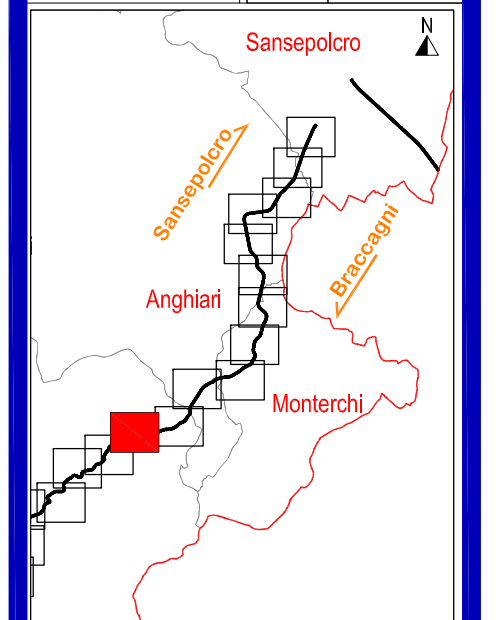 N
Sansepolcro
Sansepolcro
Braccagni
Anghiari
Monterchi